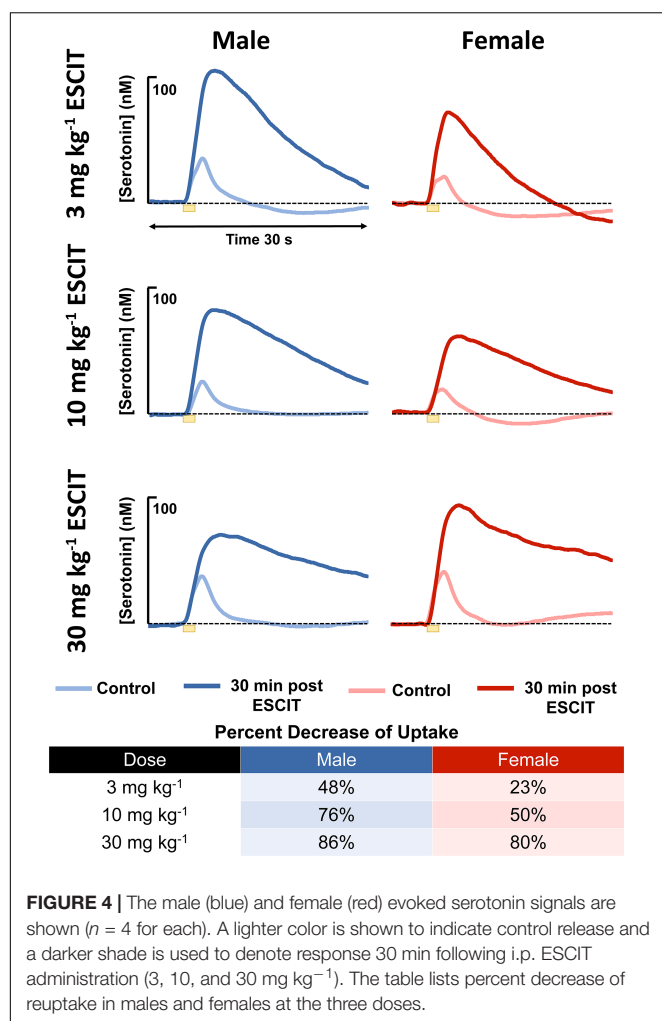 Male Female
3 mg kg⁻¹ ESCIT
[Serotonin] (nM)
100
Time 30 s
10 mg kg⁻¹ ESCIT
[Serotonin] (nM)
100
30 mg kg⁻¹ ESCIT
[Serotonin] (nM)
100
Control 30 min post ESCIT Control 30 min post ESCIT
Percent Decrease of Uptake
Dose Male Female
3 mg kg⁻¹ 48% 23%
10 mg kg⁻¹ 76% 50%
30 mg kg⁻¹ 86% 80%
FIGURE 4 | The male (blue) and female (red) evoked serotonin signals are
shown (n = 4 for each). A lighter color is shown to indicate control release and
a darker shade is used to denote response 30 min following i.p. ESCIT
administration (3, 10, and 30 mg kg⁻¹). The table lists percent decrease of
reuptake in males and females at the three doses.